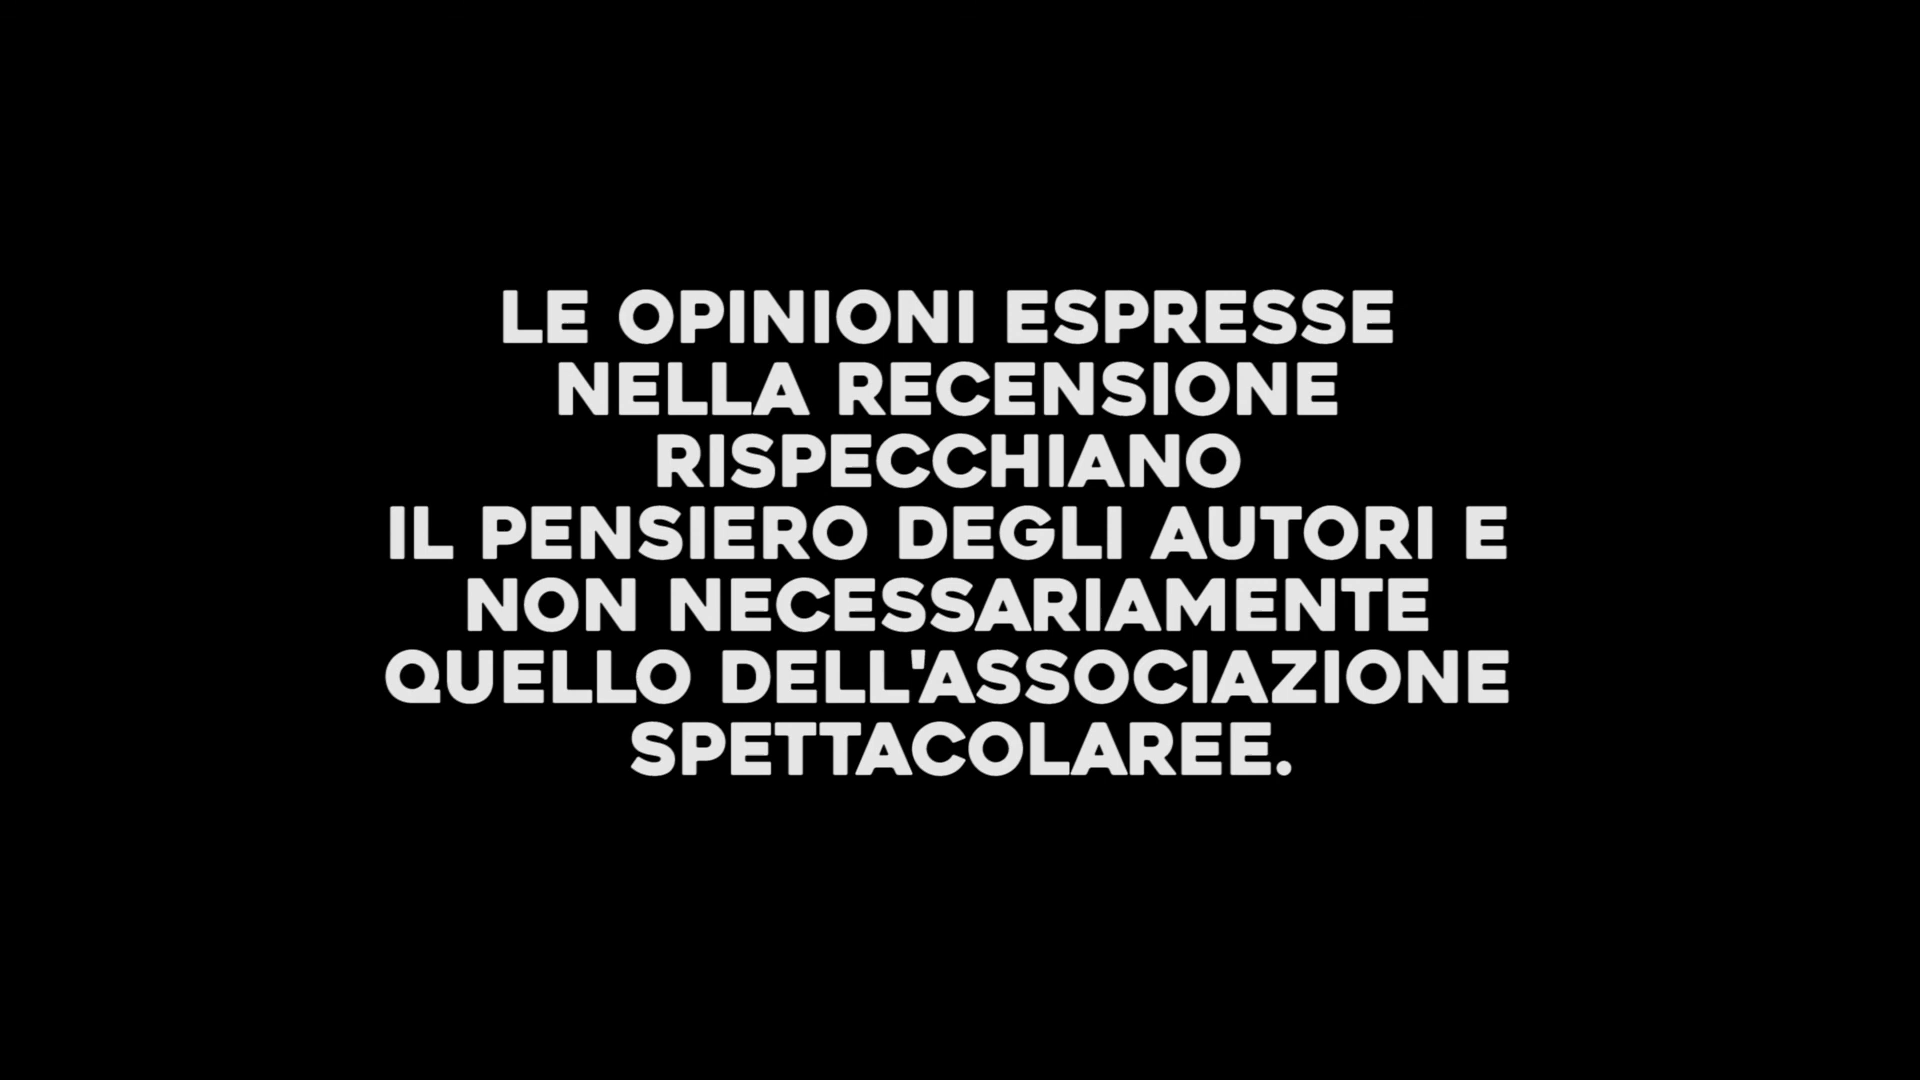 LE OPINIONI ESPRESSE
NELLA RECENSIONE
RISPECCHIANO
IL PENSIERO DEGLI AUTORI E
NON NECESSARIAMENTE
QUELLO DELL'ASSOCIAZIONE
SPETTACOLAREE.